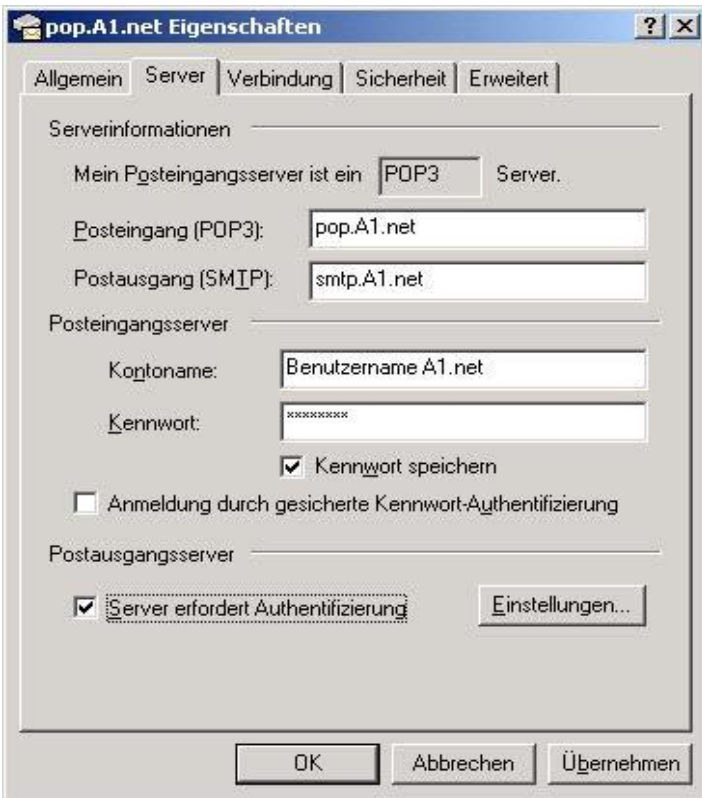 pop.A1.net Eigenschaften
Allgemein Server Verbindung Sicherheit Erweitert
Serverinformationen
Mein Posteingangsserver ist ein POP3 Server.
Posteingang (POP3): pop.A1.net
Postausgang (SMTP): smtp.A1.net
Posteingangsserver
Kontoname: Benutzername A1.net
Kennwort: ********
Kennwort speichern
Anmeldung durch gesicherte Kennwort-Authentifizierung
Postausgangsserver
Server erfordert Authentifizierung Einstellungen...
OK Abbrechen Übernehmen